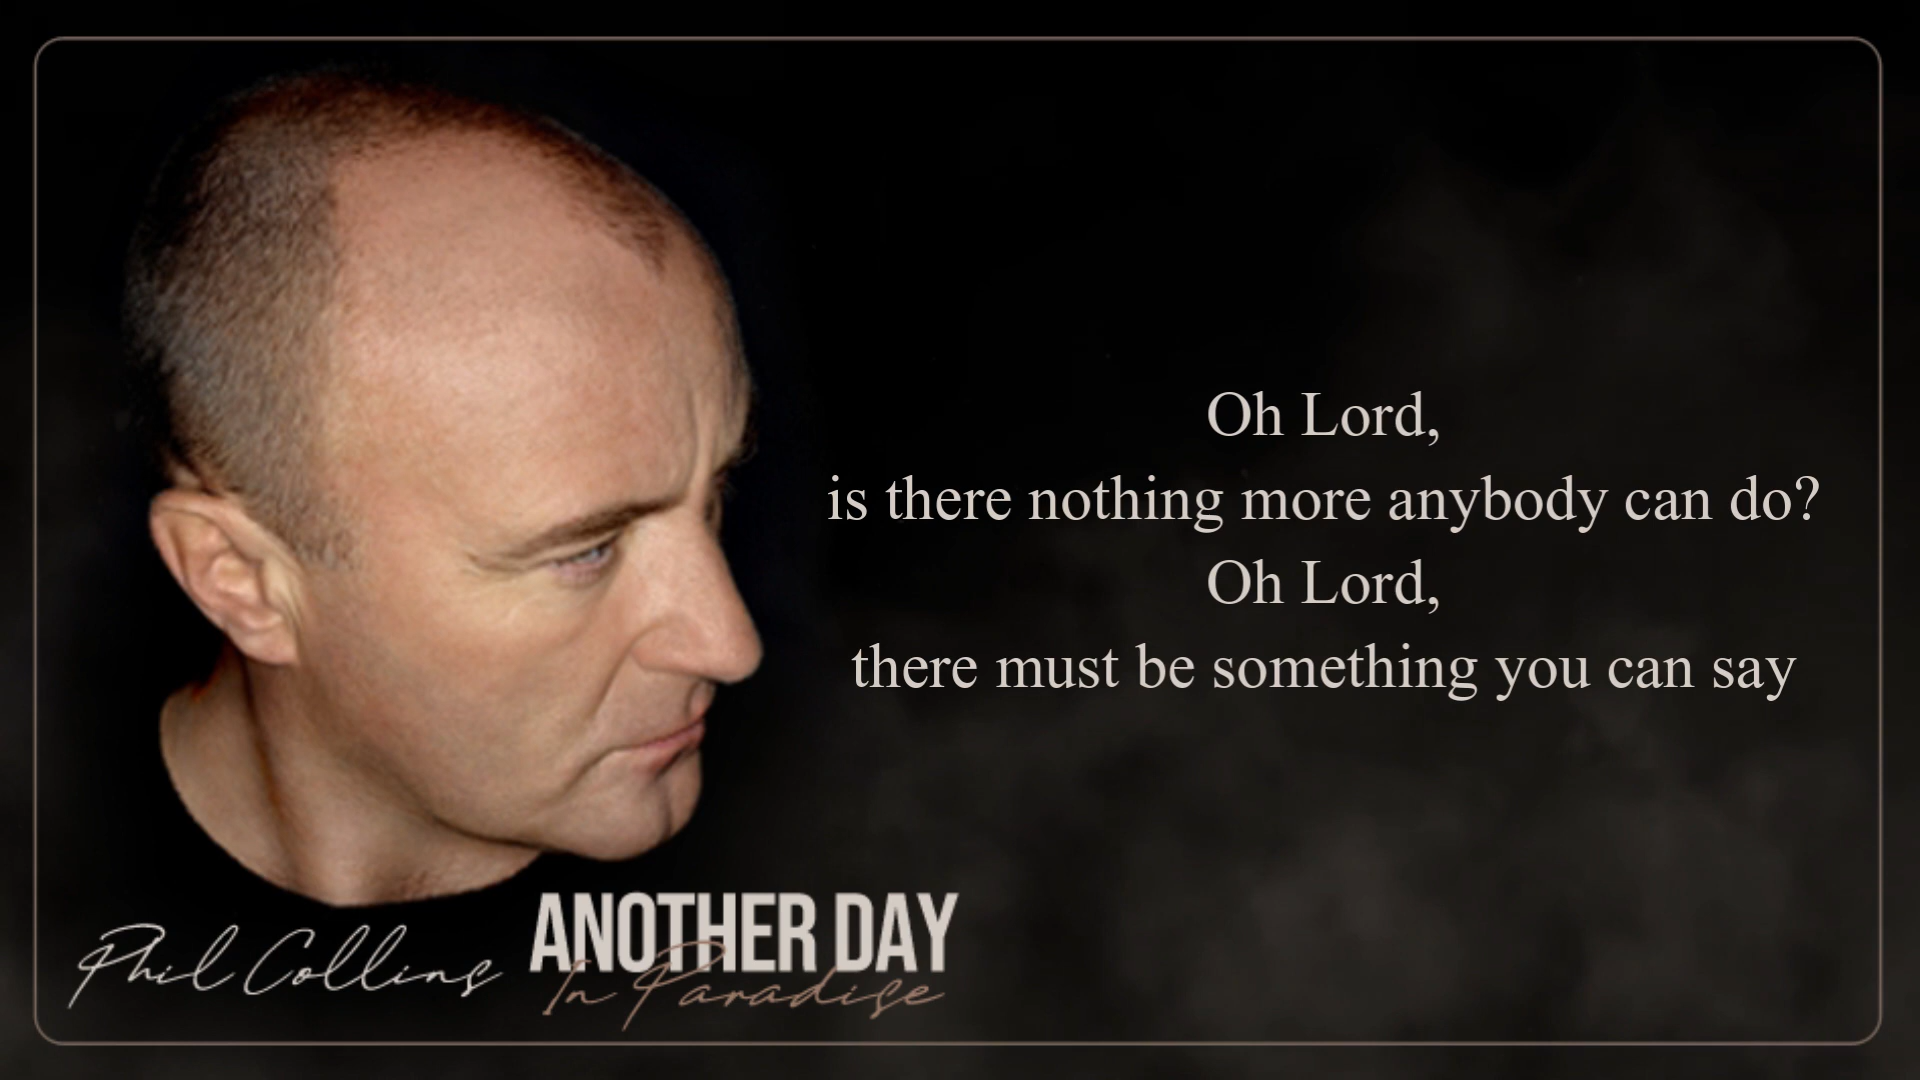 Oh Lord,
is there nothing more anybody can do?
Oh Lord,
there must be something you can say
Phil Collins
ANOTHER DAY
In Paradise